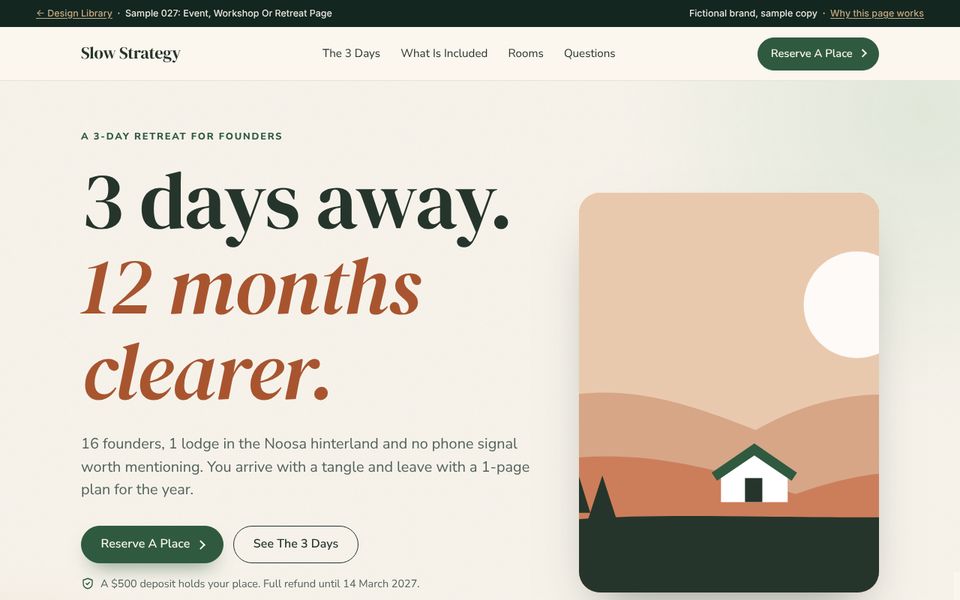 ← Design Library · Sample 027: Event, Workshop Or Retreat Page
Fictional brand, sample copy · Why this page works
Slow Strategy
The 3 Days
What Is Included
Rooms
Questions
Reserve A Place
A 3-DAY RETREAT FOR FOUNDERS
3 days away.
12 months
clearer.
16 founders, 1 lodge in the Noosa hinterland and no phone signal
worth mentioning. You arrive with a tangle and leave with a 1-page
plan for the year.
Reserve A Place
See The 3 Days
A $500 deposit holds your place. Full refund until 14 March 2027.